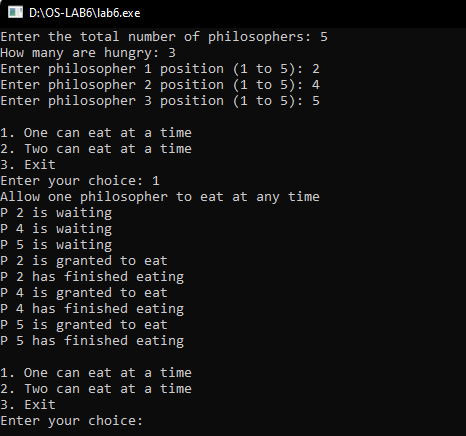 D:\OS-LAB6\lab6.exe
Enter the total number of philosophers: 5
How many are hungry: 3
Enter philosopher 1 position (1 to 5): 2
Enter philosopher 2 position (1 to 5): 4
Enter philosopher 3 position (1 to 5): 5

1. One can eat at a time
2. Two can eat at a time
3. Exit
Enter your choice: 1
Allow one philosopher to eat at any time
P 2 is waiting
P 4 is waiting
P 5 is waiting
P 2 is granted to eat
P 2 has finished eating
P 4 is granted to eat
P 4 has finished eating
P 5 is granted to eat
P 5 has finished eating

1. One can eat at a time
2. Two can eat at a time
3. Exit
Enter your choice: